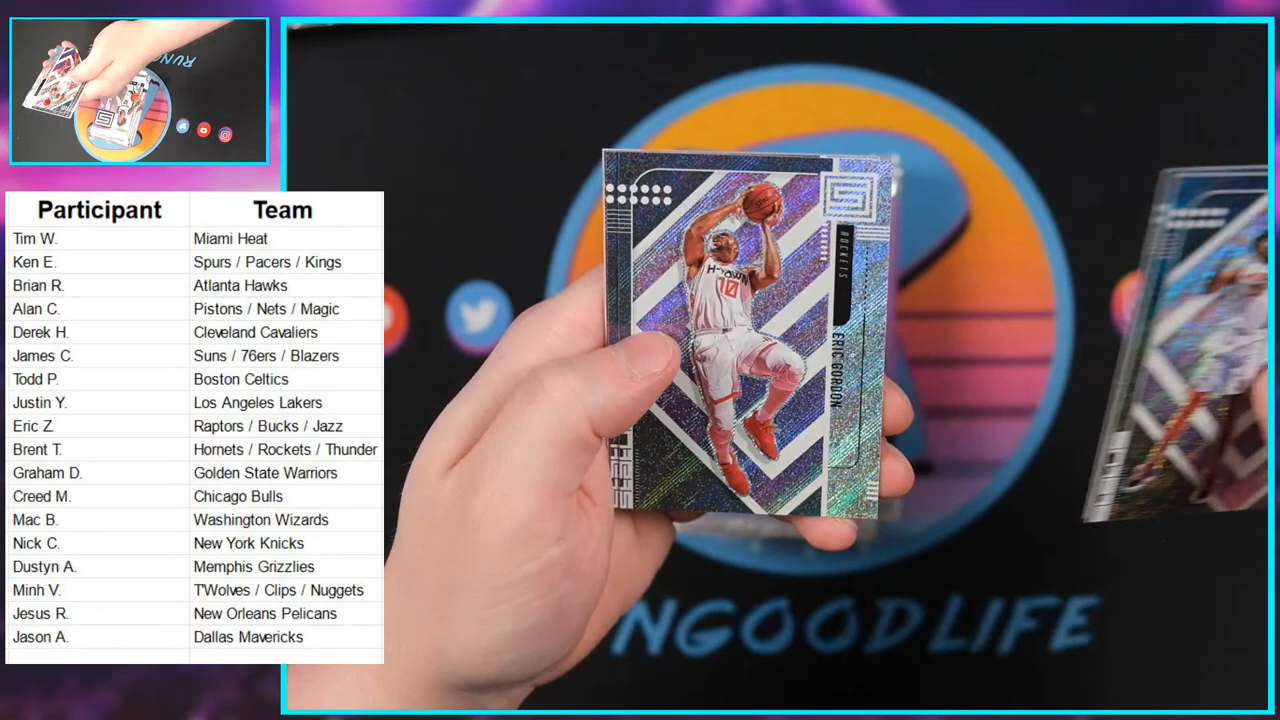 Participant Team
Tim W. Miami Heat
Ken E. Spurs / Pacers / Kings
Brian R. Atlanta Hawks
Alan C. Pistons / Nets / Magic
Derek H. Cleveland Cavaliers
James C. Suns / 76ers / Blazers
Todd P. Boston Celtics
Justin Y. Los Angeles Lakers
Eric Z. Raptors / Bucks / Jazz
Brent T. Hornets / Rockets / Thunder
Graham D. Golden State Warriors
Creed M. Chicago Bulls
Mac B. Washington Wizards
Nick C. New York Knicks
Dustyn A. Memphis Grizzlies
Minh V. T'Wolves / Clips / Nuggets
Jesus R. New Orleans Pelicans
Jason A. Dallas Mavericks
ROCKETS
ERIC GORDON
H-TOWN
10
NGOODLIFE